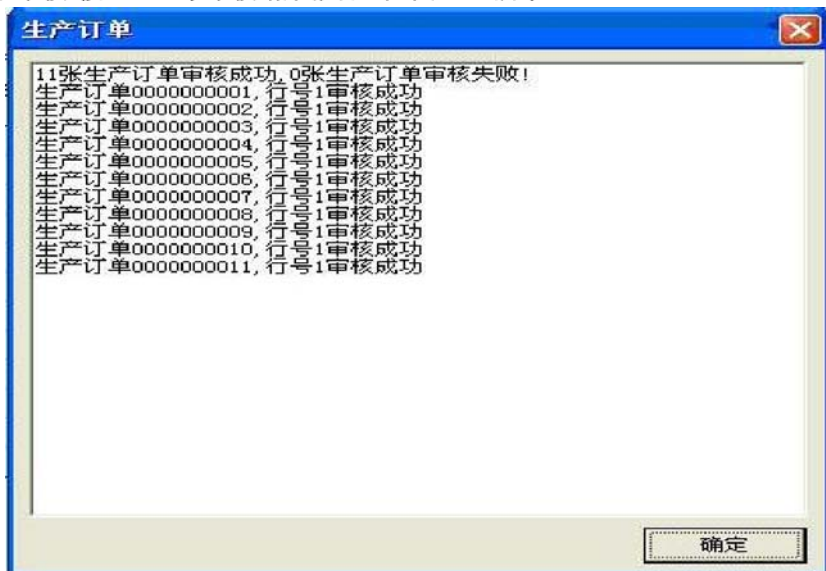 生产订单
11张生产订单审核成功,0张生产订单审核失败!
生产订单0000000001,行号1审核成功
生产订单0000000002,行号1审核成功
生产订单0000000003,行号1审核成功
生产订单0000000004,行号1审核成功
生产订单0000000005,行号1审核成功
生产订单0000000006,行号1审核成功
生产订单0000000007,行号1审核成功
生产订单0000000008,行号1审核成功
生产订单0000000009,行号1审核成功
生产订单0000000010,行号1审核成功
生产订单0000000011,行号1审核成功
确定